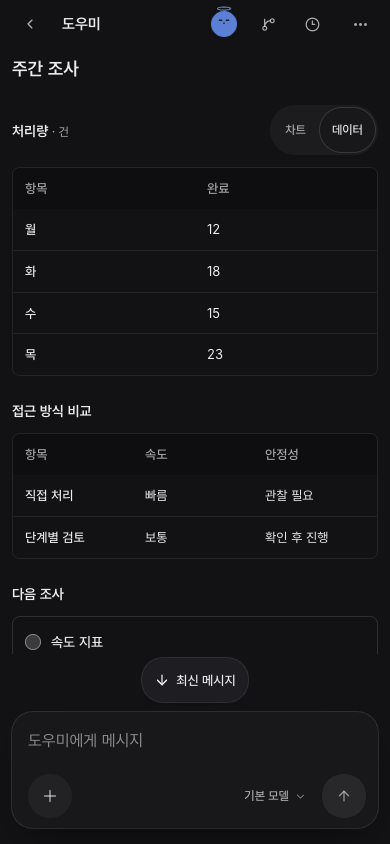 도우미
주간 조사
처리량 · 건
차트 데이터
항목 완료
월 12
화 18
수 15
목 23
접근 방식 비교
항목 속도 안정성
직접 처리 빠름 관찰 필요
단계별 검토 보통 확인 후 진행
다음 조사
속도 지표
최신 메시지
도우미에게 메시지
기본 모델